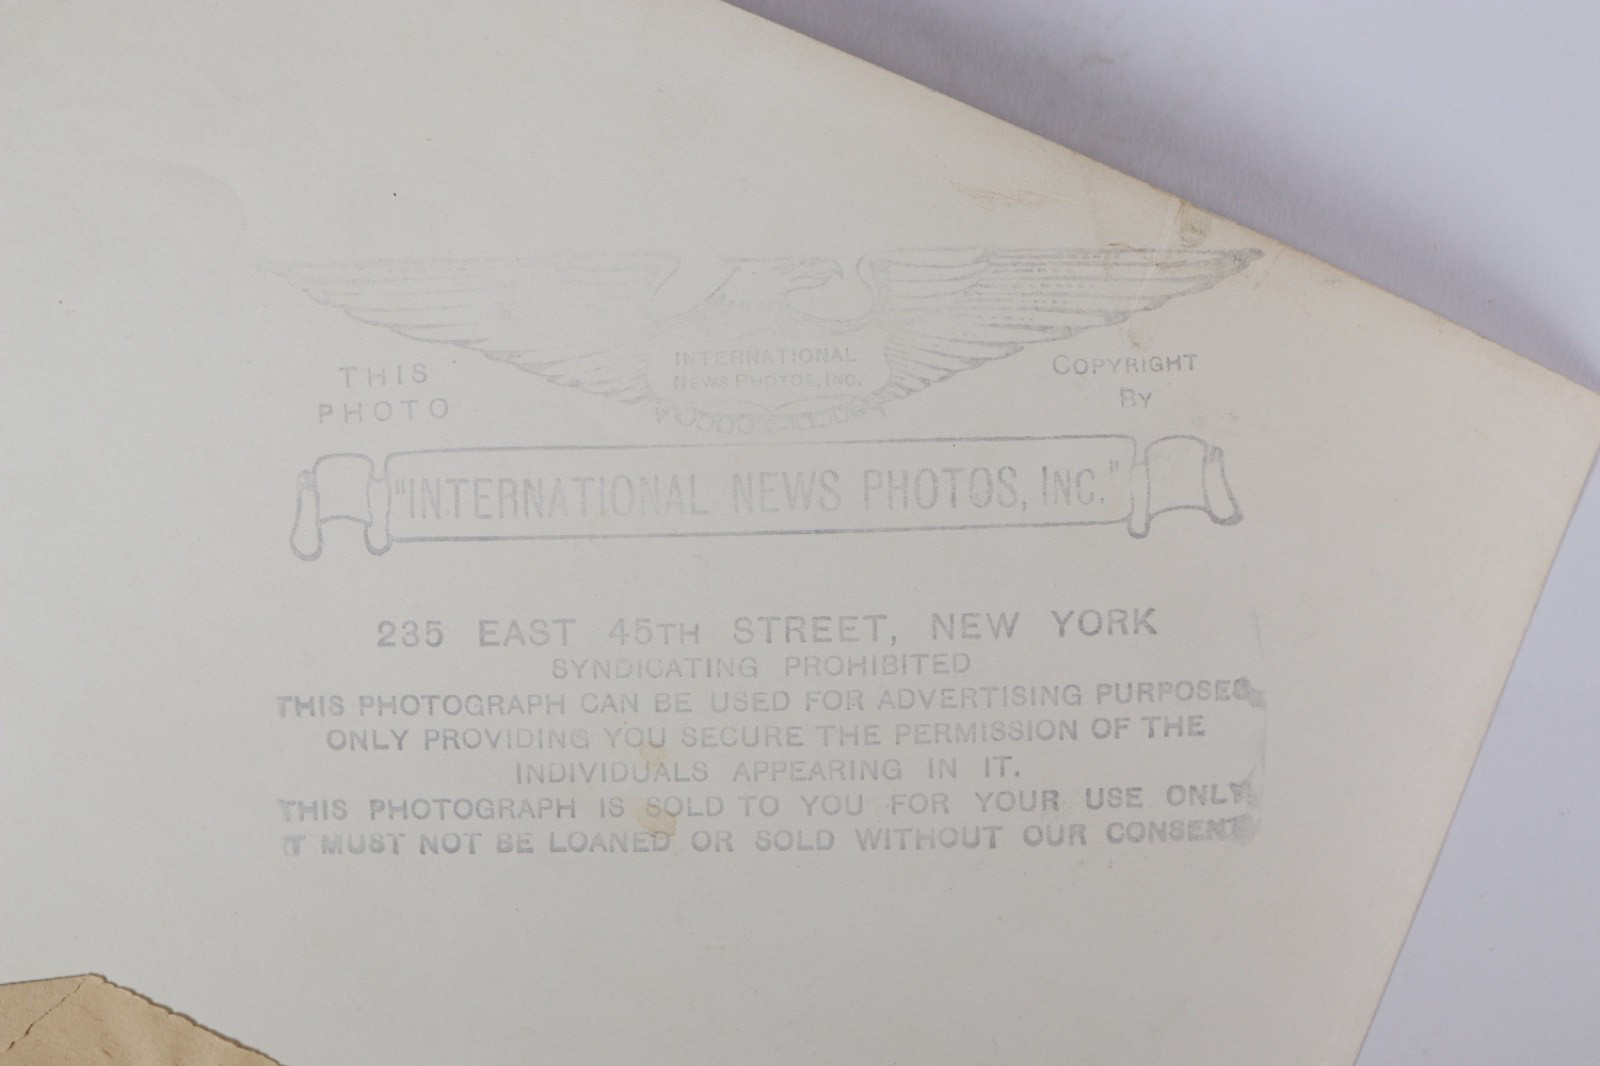 INTERNATIONAL
NEWS PHOTOS, INC.
THIS
PHOTO
COPYRIGHT
BY
"INTERNATIONAL NEWS PHOTOS, INC."
235 EAST 45TH STREET, NEW YORK
SYNDICATING PROHIBITED
THIS PHOTOGRAPH CAN BE USED FOR ADVERTISING PURPOSES
ONLY PROVIDING YOU SECURE THE PERMISSION OF THE
INDIVIDUALS APPEARING IN IT.
THIS PHOTOGRAPH IS SOLD TO YOU FOR YOUR USE ONLY.
IT MUST NOT BE LOANED OR SOLD WITHOUT OUR CONSENT